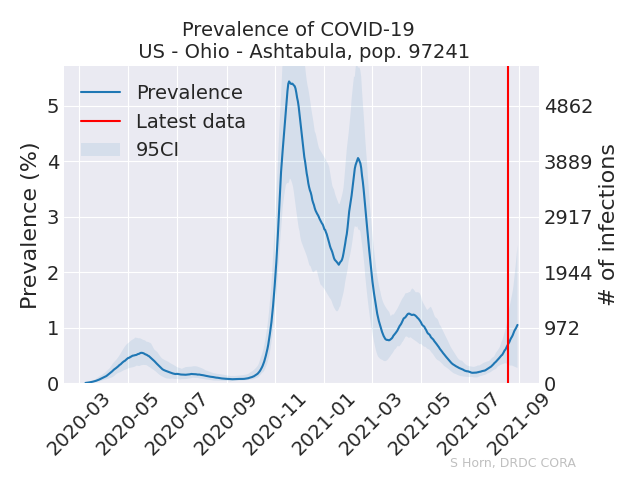 Prevalence of COVID-19
US - Ohio - Ashtabula, pop. 97241
Prevalence
Latest data
95CI
Prevalence (%)
5
4
3
2
1
0
4862
3889
2917
1944
972
0
# of infections
2020-03
2020-05
2020-07
2020-09
2020-11
2021-01
2021-03
2021-05
2021-07
2021-09
S Horn, DRDC CORA